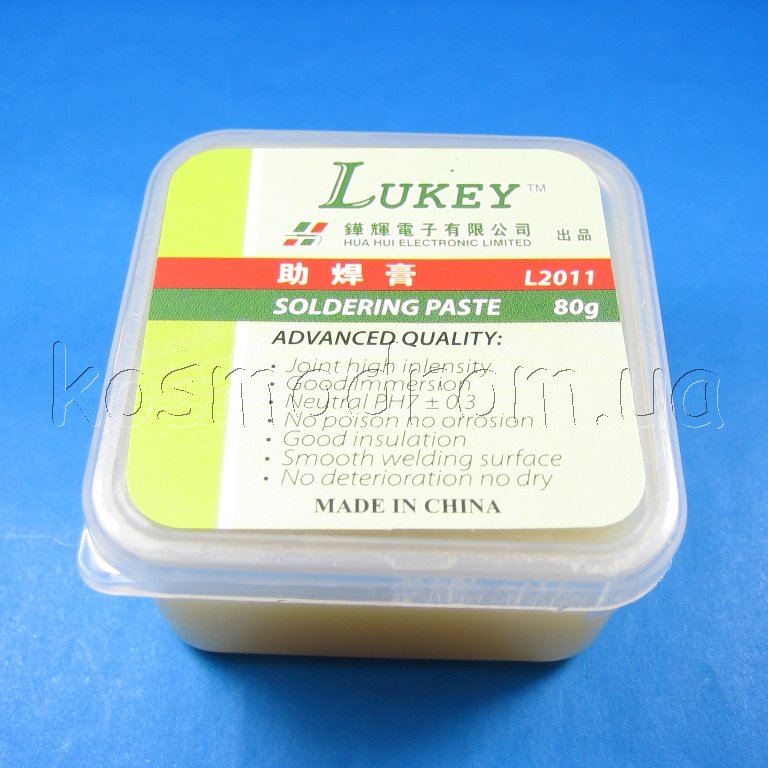 LUKEY™
鏵輝電子有限公司 出品
HUA HUI ELECTRONIC LIMITED
助焊膏 L2011
SOLDERING PASTE 80g
ADVANCED QUALITY:
• Joint high inlensity.
• Good/Immersion
• Neutral PH7 ± 0.3
• No poison no orrosion
• Good insulation
• Smooth welding surface
• No deterioration no dry
MADE IN CHINA
kosmodrom.ua